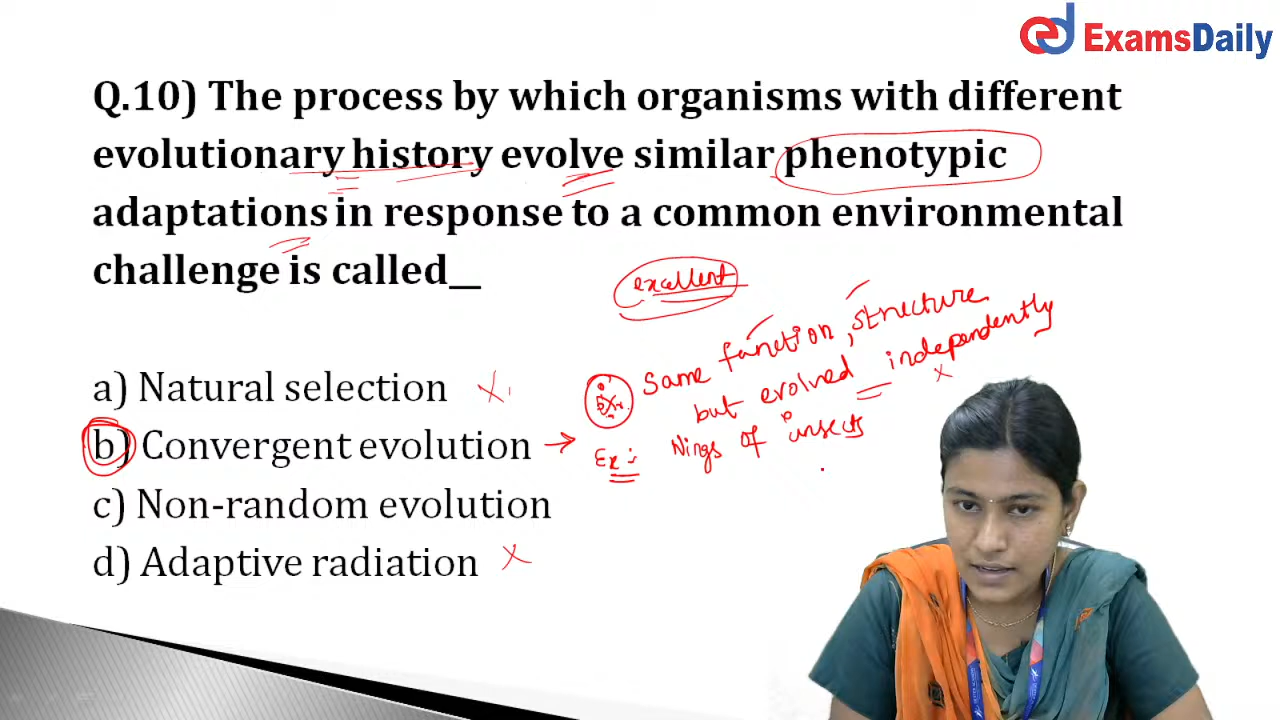 ExamsDaily
Q.10) The process by which organisms with different
evolutionary history evolve similar phenotypic
adaptations in response to a common environmental
challenge is called__
excellent
Same function, structure
but evolved independently
Ex :- Wings of insects
a) Natural selection X
b) Convergent evolution →
c) Non-random evolution
d) Adaptive radiation X